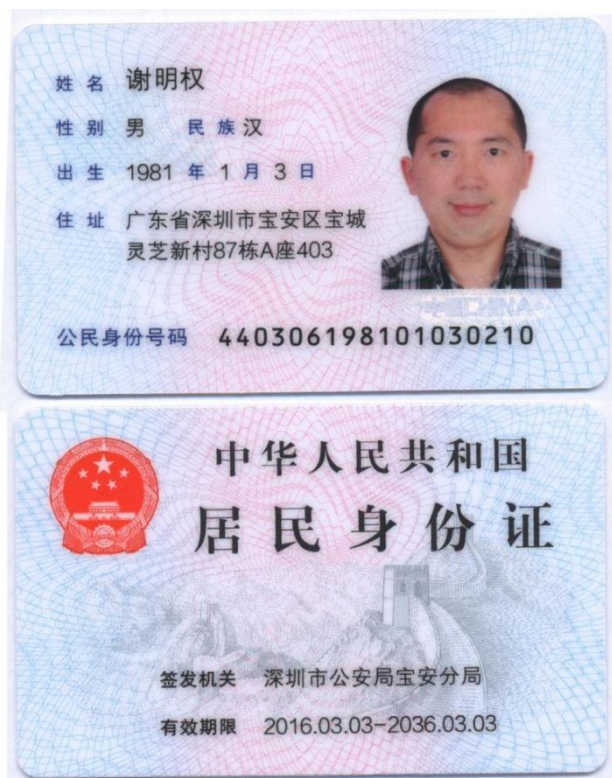 姓名 谢明权
性别 男 民族 汉
出生 1981 年 1 月 3 日
住址 广东省深圳市宝安区宝城
灵芝新村87栋A座403
公民身份号码 440306198101030210
中华人民共和国
居民身份证
签发机关 深圳市公安局宝安分局
有效期限 2016.03.03-2036.03.03